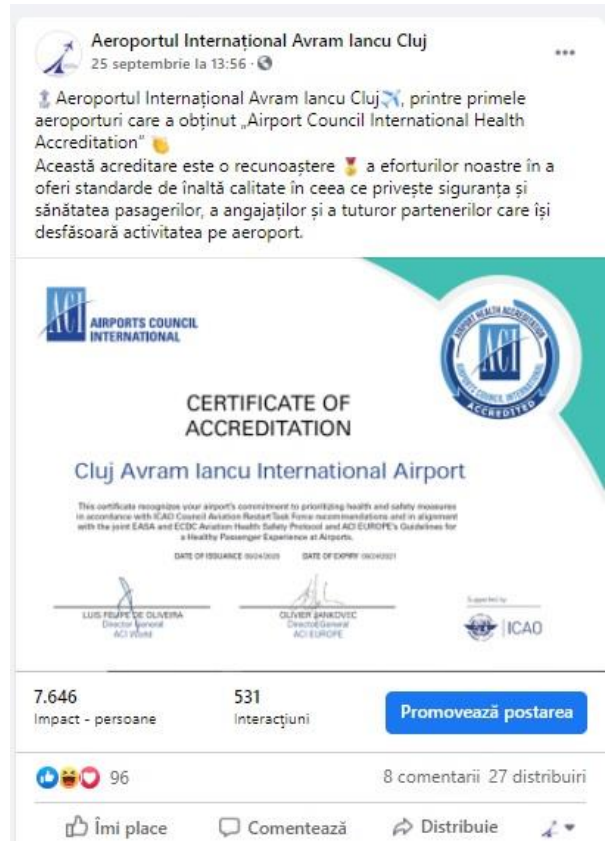 Aeroportul Internațional Avram Iancu Cluj
25 septembrie la 13:56 ·
Aeroportul Internațional Avram Iancu Cluj✈, printre primele
aeroporturi care a obținut „Airport Council International Health
Accreditation”
Această acreditare este o recunoaștere a eforturilor noastre în a
oferi standarde de înaltă calitate în ceea ce privește siguranța și
sănătatea pasagerilor, a angajaților și a tuturor partenerilor care își
desfăsoară activitatea pe aeroport.
ACI AIRPORTS COUNCIL
INTERNATIONAL
AIRPORT HEALTH ACCREDITATION
ACI
AIRPORTS COUNCIL INTERNATIONAL
ACCREDITED
CERTIFICATE OF
ACCREDITATION
Cluj Avram Iancu International Airport
This certificate recognizes your airport's commitment to prioritizing health and safety measures
in accordance with ICAO Council Aviation Restart Task Force recommendations and in alignment
with the joint EASA and ECDC Aviation Health Safety Protocol and ACI EUROPE's Guidelines for
a Healthy Passenger Experience at Airports.
DATE OF ISSUANCE 09/24/2020 DATE OF EXPIRY 09/24/2021
LUIS FELIPE DE OLIVEIRA
Director General
ACI World
OLIVIER JANKOVEC
Director General
ACI EUROPE
Supported by
ICAO
7.646
Impact - persoane
531
Interacțiuni
Promovează postarea
96
8 comentarii 27 distribuiri
Îmi place
Comentează
Distribuie